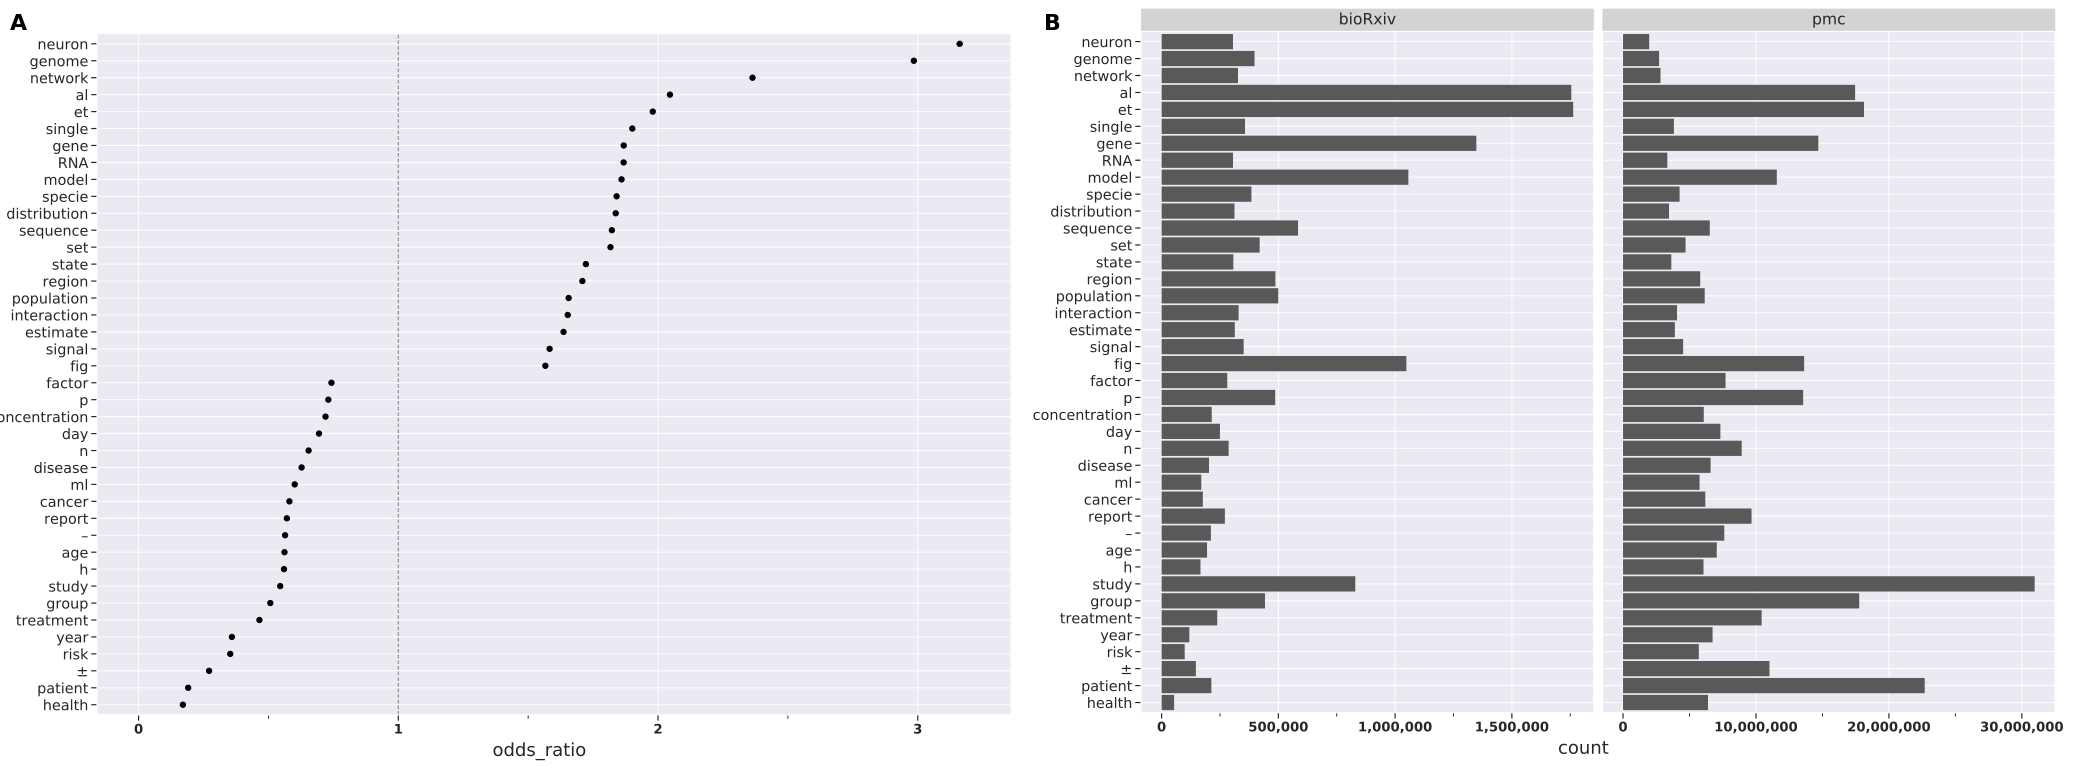 A
neuron
genome
network
al
et
single
gene
RNA
model
specie
distribution
sequence
set
state
region
population
interaction
estimate
signal
fig
factor
p
oncentration
day
n
disease
ml
cancer
report
–
age
h
study
group
treatment
year
risk
±
patient
health
0 1 2 3
odds_ratio
B
bioRxiv pmc
neuron
genome
network
al
et
single
gene
RNA
model
specie
distribution
sequence
set
state
region
population
interaction
estimate
signal
fig
factor
p
concentration
day
n
disease
ml
cancer
report
–
age
h
study
group
treatment
year
risk
±
patient
health
0 500,000 1,000,000 1,500,000 0 10,000,000 20,000,000 30,000,000
count